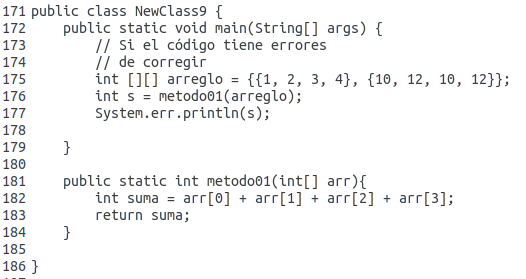 171 public class NewClass9 {
172     public static void main(String[] args) {
173         // Si el código tiene errores
174         // de corregir
175         int [][] arreglo = {{1, 2, 3, 4}, {10, 12, 10, 12}};
176         int s = metodo01(arreglo);
177         System.err.println(s);
178
179     }
180
181     public static int metodo01(int[] arr){
182         int suma = arr[0] + arr[1] + arr[2] + arr[3];
183         return suma;
184     }
185
186 }